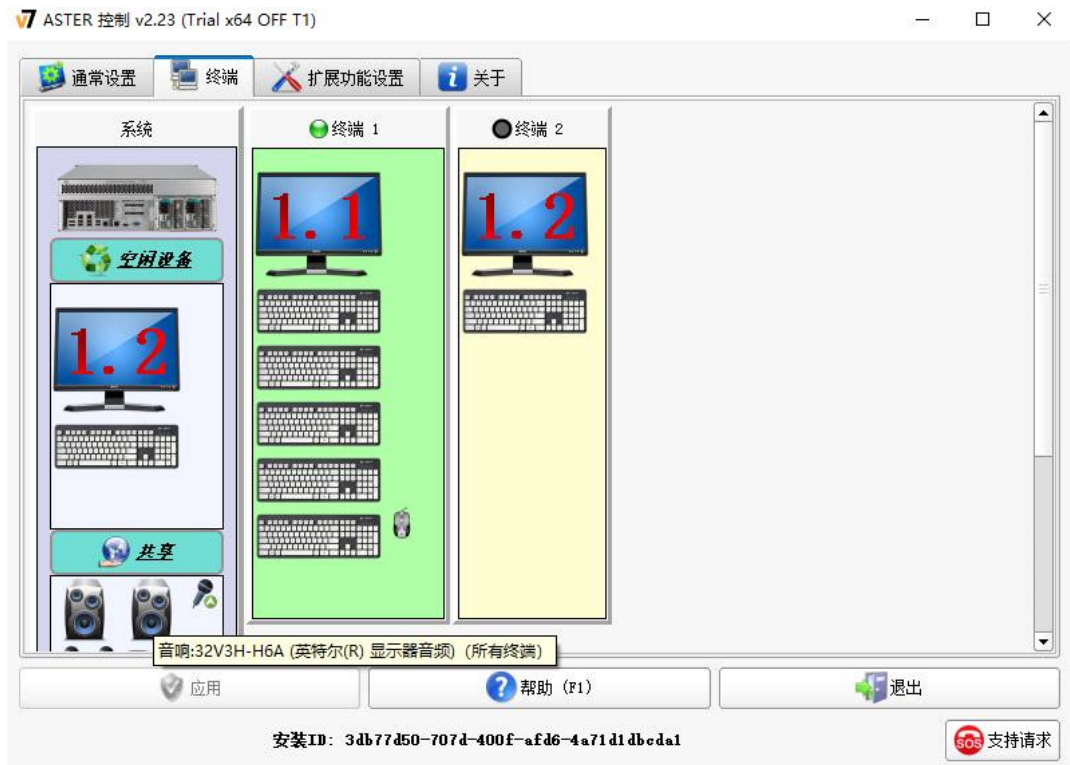 ASTER 控制 v2.23 (Trial x64 OFF T1)
通常设置 终端 扩展功能设置 关于
系统 终端 1 终端 2
1.1 1.2
空闲设备
1.2
共享
音响:32V3H-H6A (英特尔(R) 显示器音频) (所有终端)
应用 帮助 (F1) 退出
安装ID: 3db77d50-707d-400f-afd6-4a71d1dbcda1
SOS 支持请求